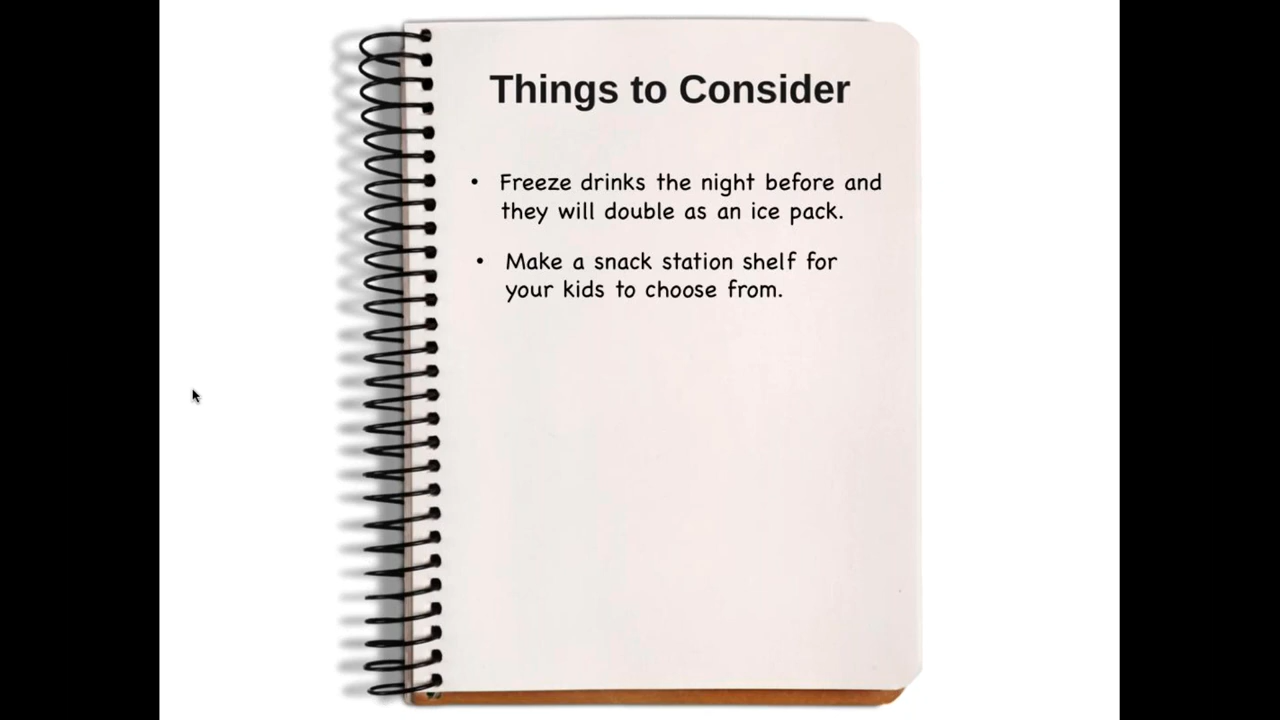 Things to Consider
• Freeze drinks the night before and
they will double as an ice pack.
• Make a snack station shelf for
your kids to choose from.